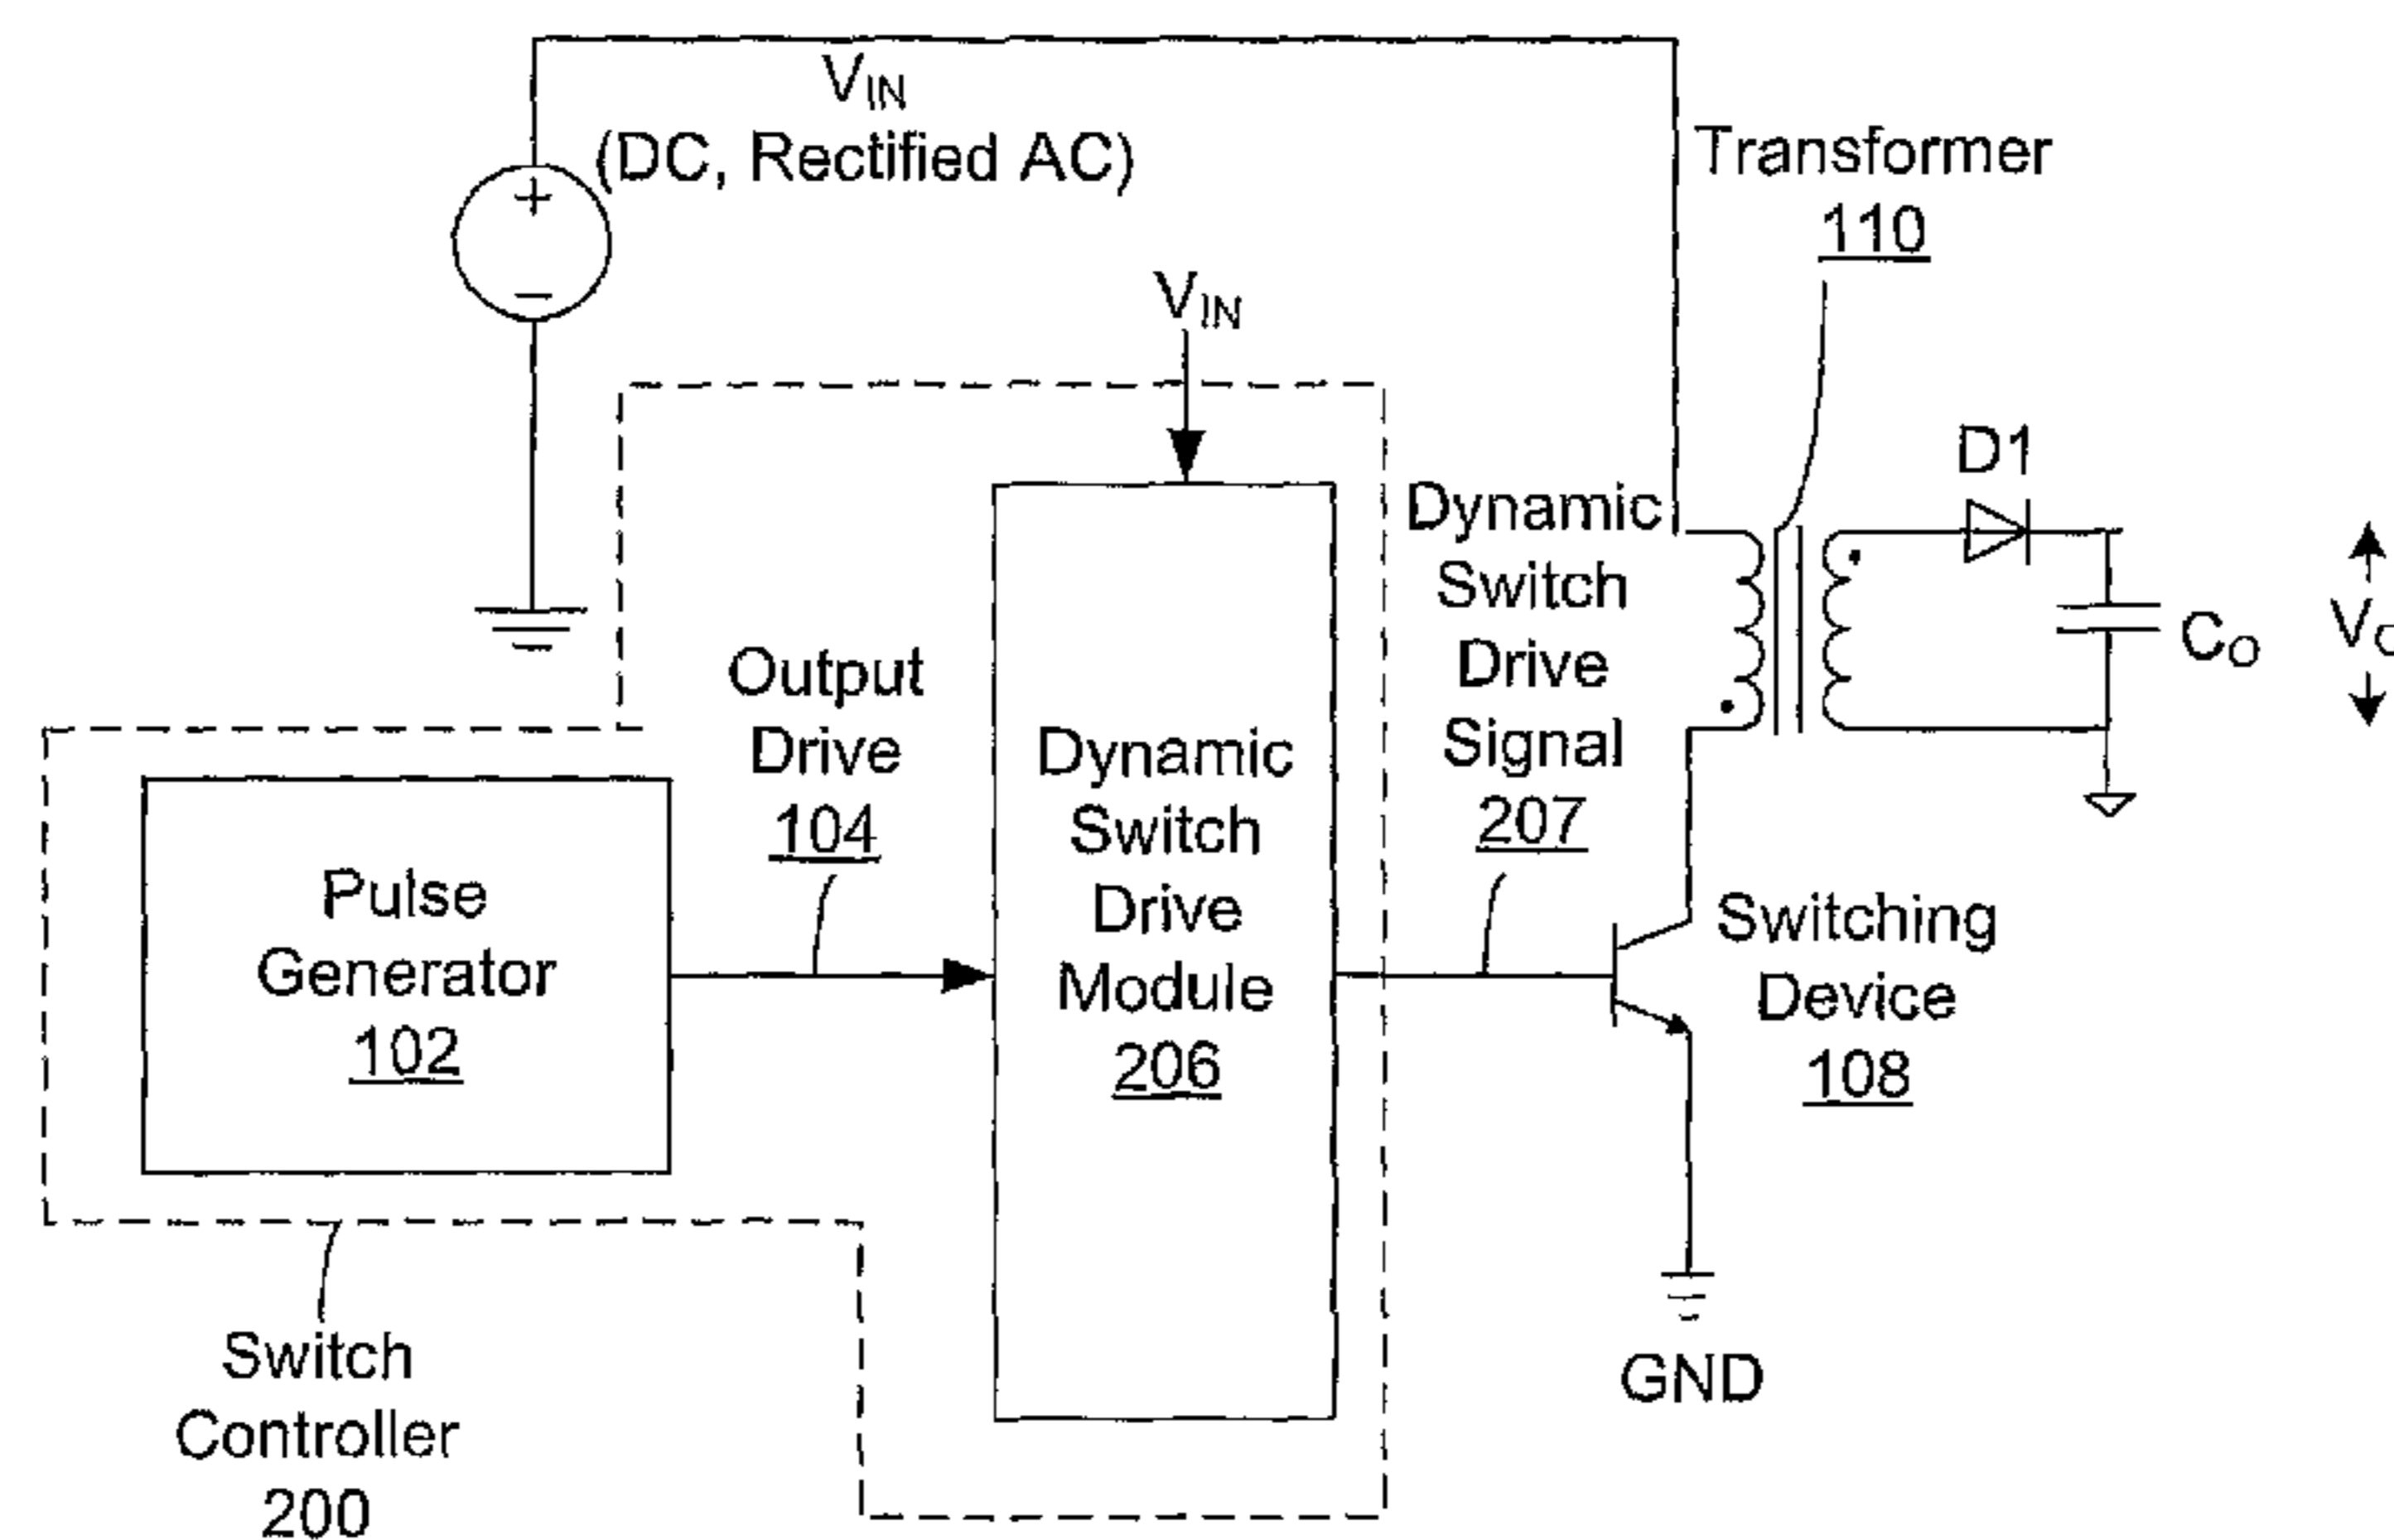 VIN
(DC, Rectified AC)
+
−
Transformer
110
VIN
D1
Dynamic
Switch
Drive
Signal
207
CO
VO
Output
Drive
104
Dynamic
Switch
Drive
Module
206
Pulse
Generator
102
Switching
Device
108
GND
Switch
Controller
200